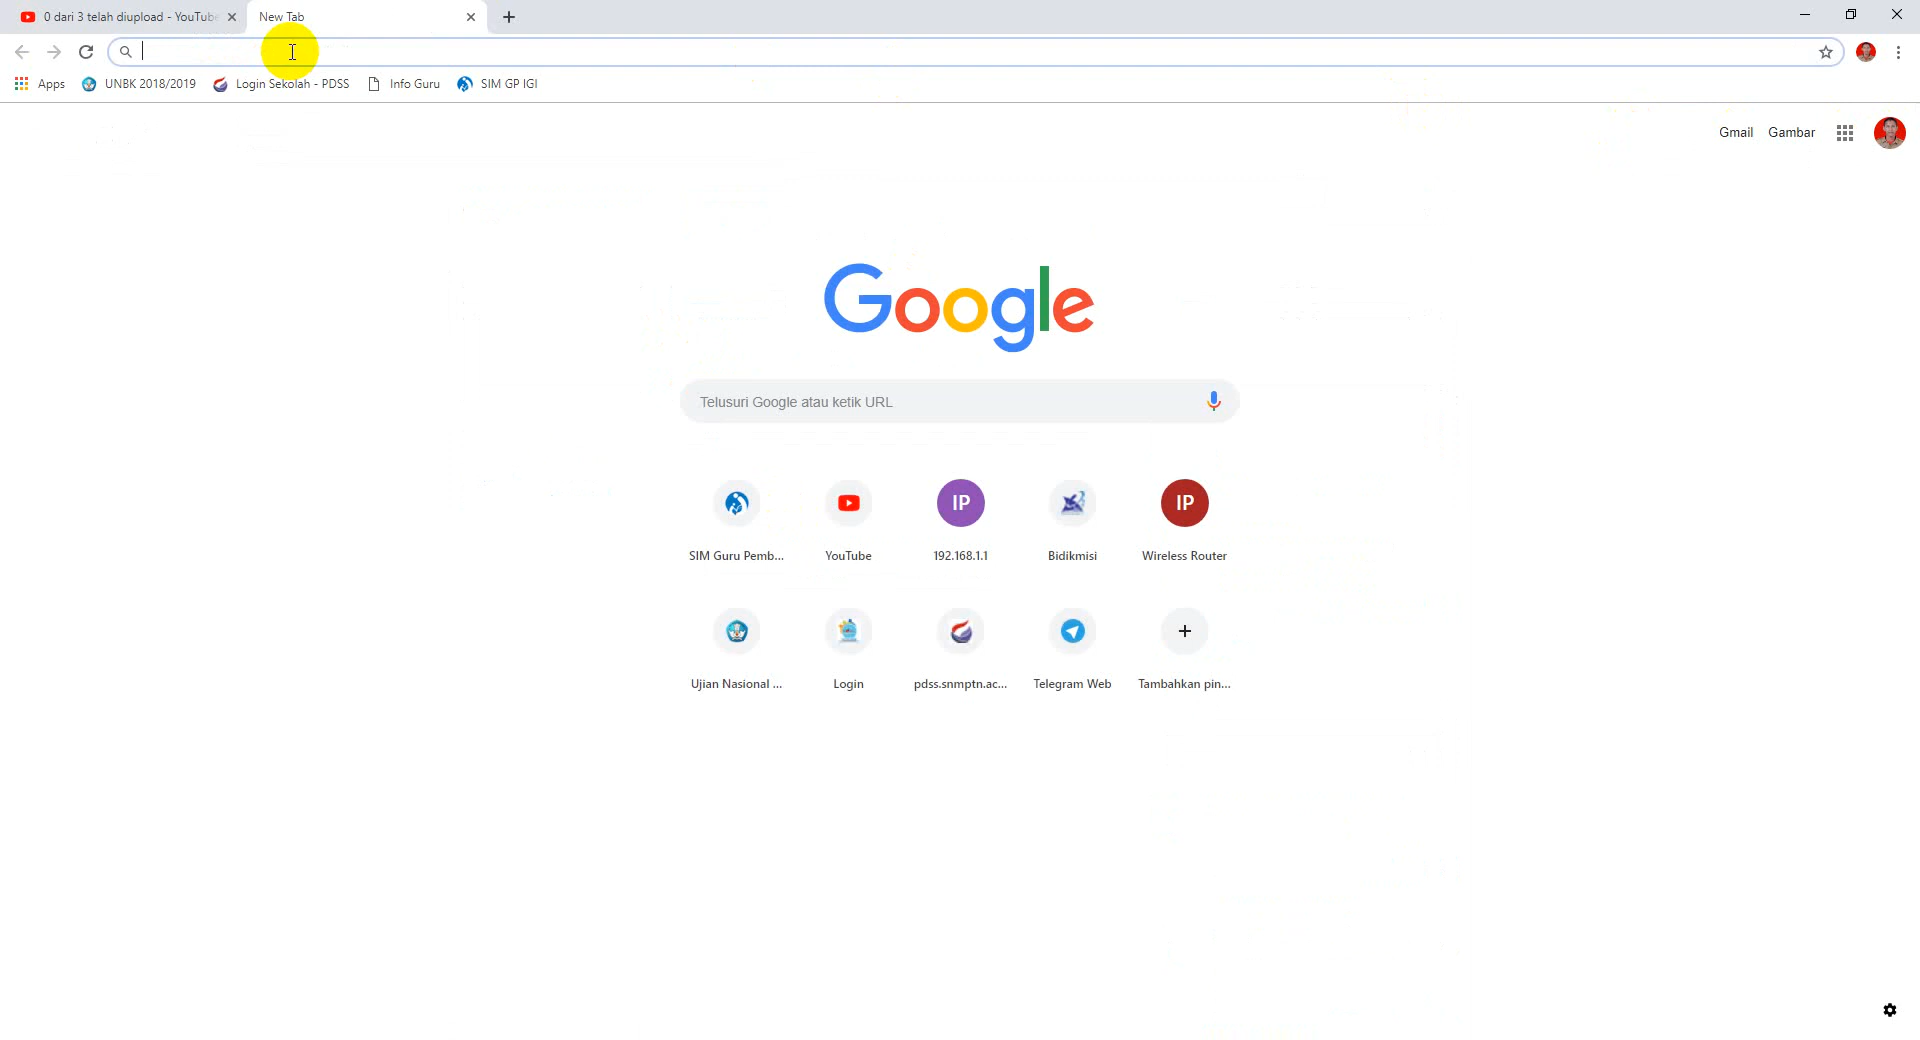 0 dari 3 telah diupload - YouTube
New Tab
Apps
UNBK 2018/2019
Login Sekolah - PDSS
Info Guru
SIM GP IGI
Gmail
Gambar
Google
Telusuri Google atau ketik URL
IP
IP
SIM Guru Pemb...
YouTube
192.168.1.1
Bidikmisi
Wireless Router
Ujian Nasional ...
Login
pdss.snmptn.ac...
Telegram Web
Tambahkan pin...